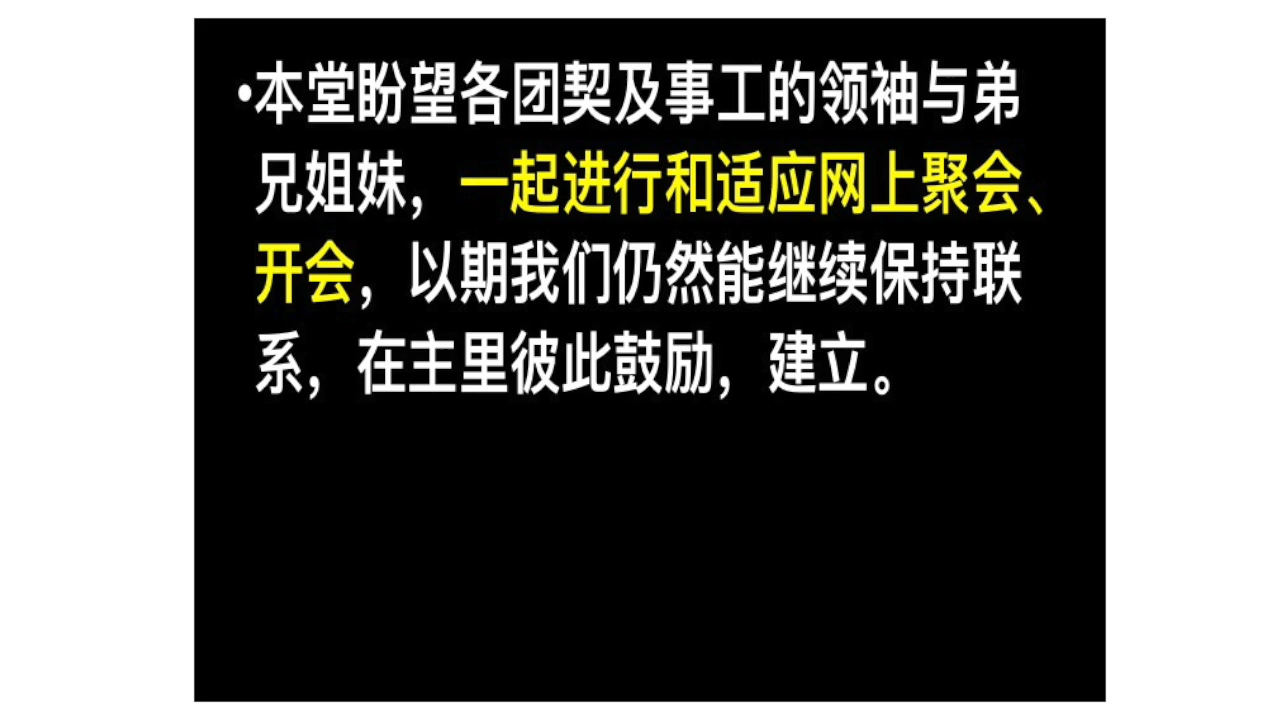 •本堂盼望各团契及事工的领袖与弟
兄姐妹，一起进行和适应网上聚会、
开会，以期我们仍然能继续保持联
系，在主里彼此鼓励，建立。